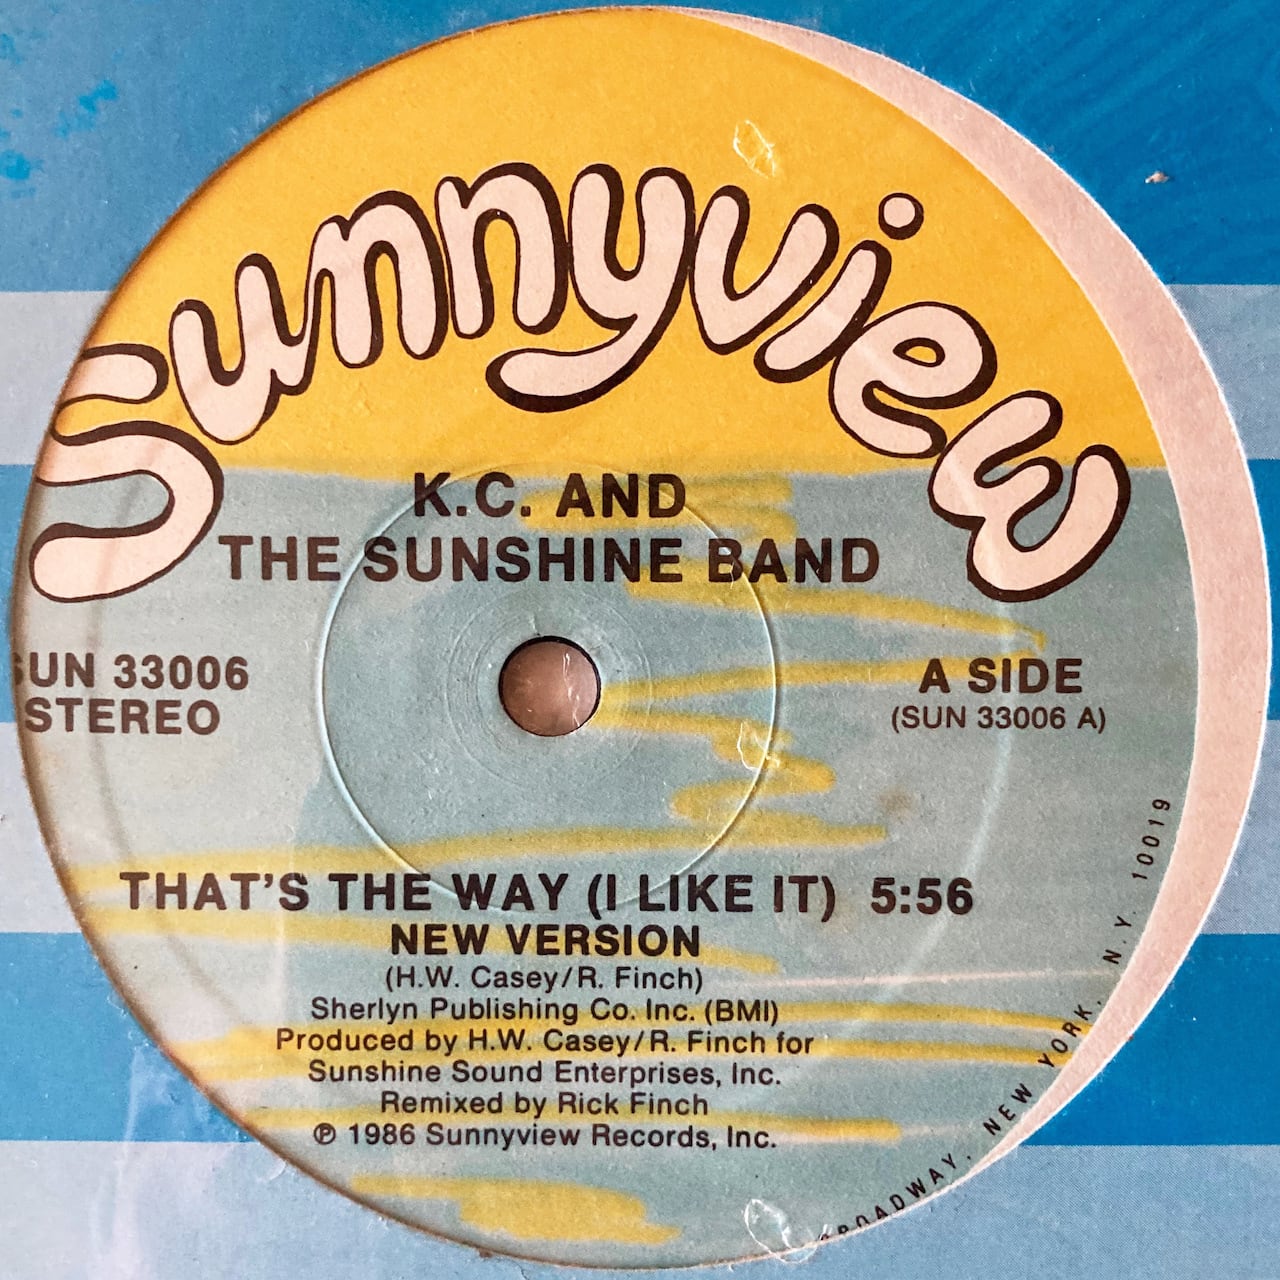 Sunnyview
K.C. AND
THE SUNSHINE BAND
SUN 33006
STEREO
A SIDE
(SUN 33006 A)
THAT'S THE WAY (I LIKE IT) 5:56
NEW VERSION
(H.W. Casey/R. Finch)
Sherlyn Publishing Co. Inc. (BMI)
Produced by H.W. Casey/R. Finch for
Sunshine Sound Enterprises, Inc.
Remixed by Rick Finch
℗ 1986 Sunnyview Records, Inc.
BROADWAY, NEW YORK, N.Y. 10019